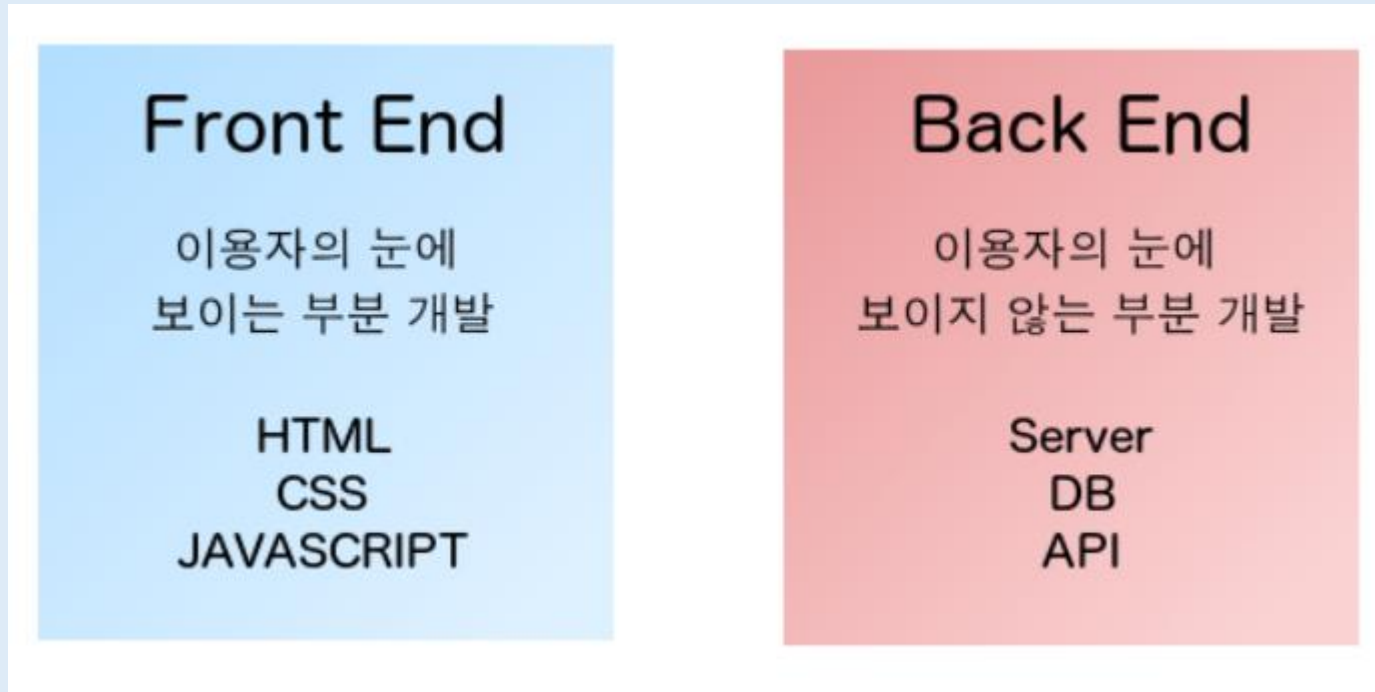 Front End
이용자의 눈에
보이는 부분 개발
HTML
CSS
JAVASCRIPT
Back End
이용자의 눈에
보이지 않는 부분 개발
Server
DB
API